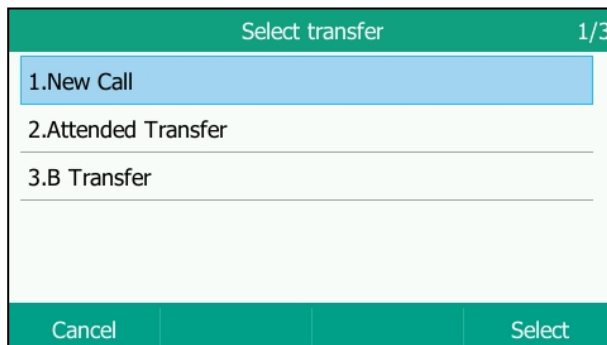 Select transfer 1/3
1.New Call
2.Attended Transfer
3.B Transfer
Cancel Select